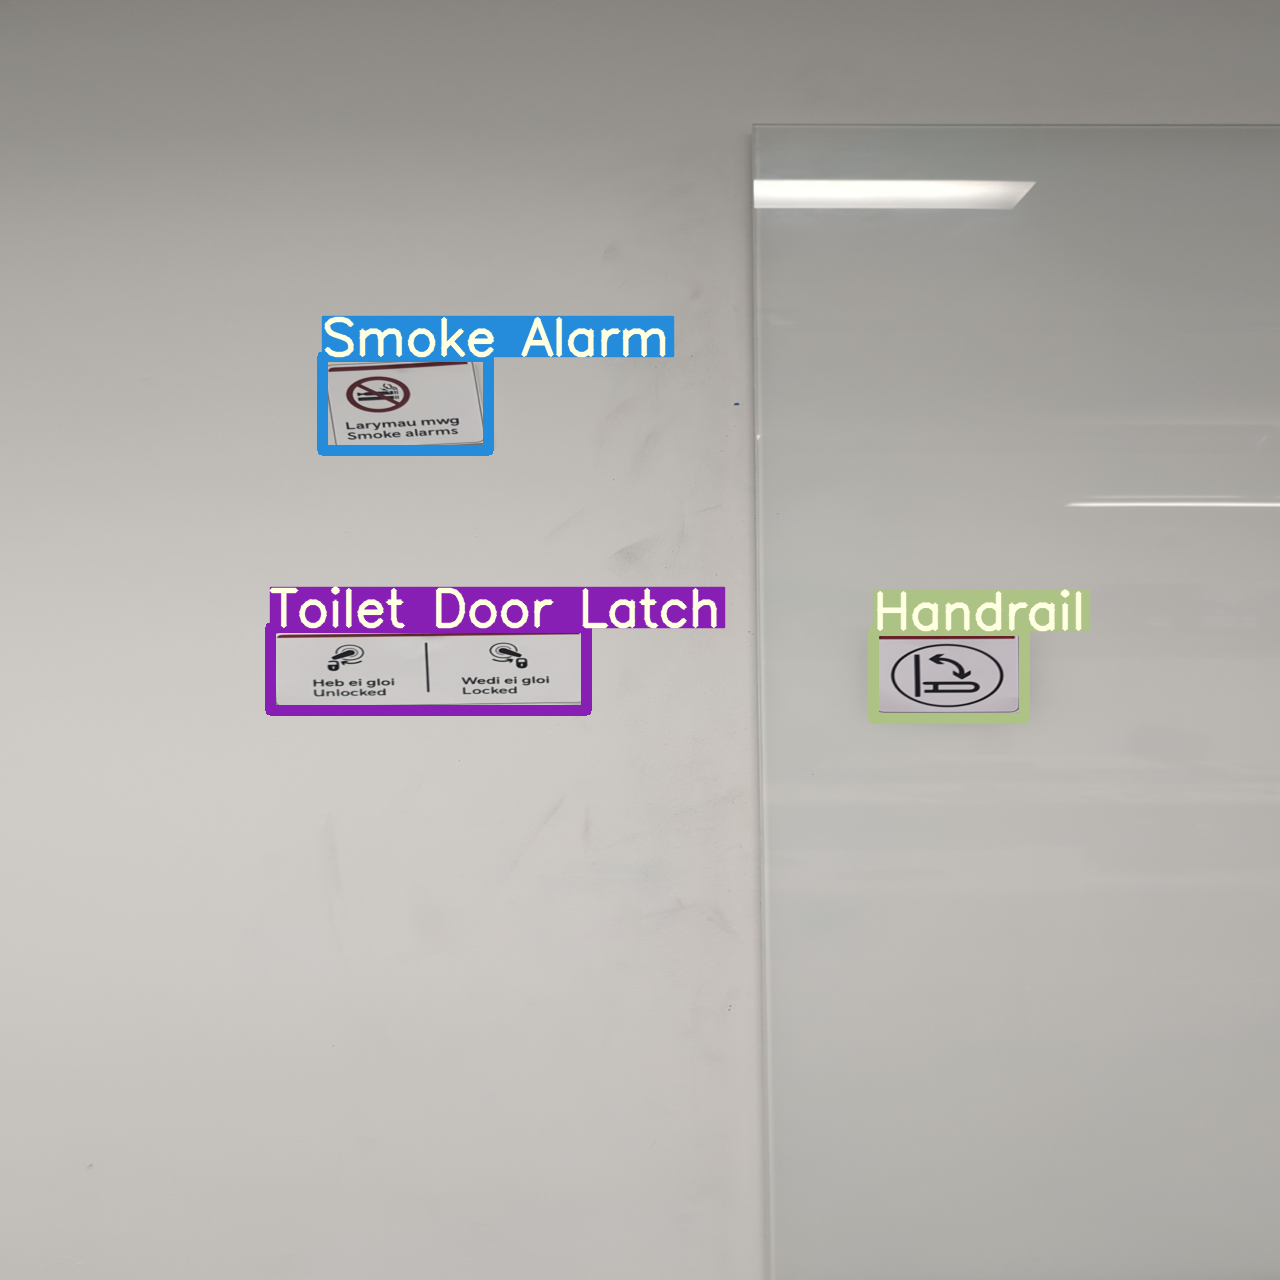 Smoke Alarm
Larymau mwg
Smoke alarms
Toilet Door Latch
Heb ei gloi
Unlocked
Wedi ei gloi
Locked
Handrail